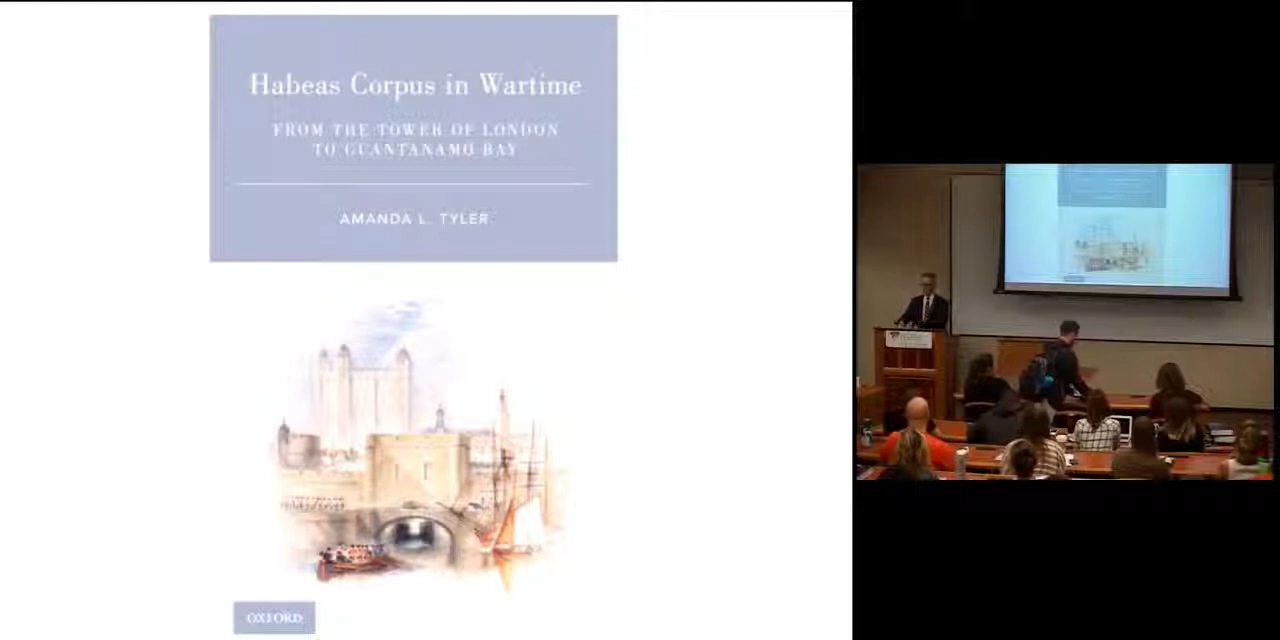 Habeas Corpus in Wartime
FROM THE TOWER OF LONDON
TO GUANTANAMO BAY
AMANDA L. TYLER
OXFORD